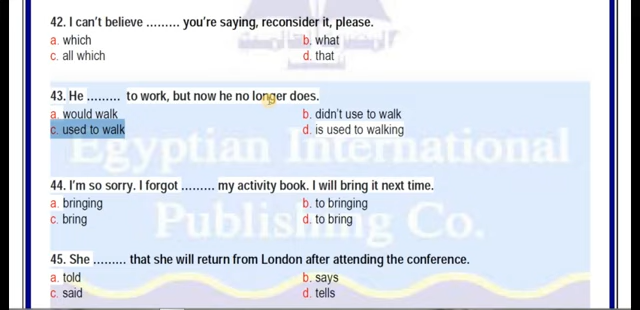 42. I can't believe ......... you're saying, reconsider it, please.
a. which b. what
c. all which d. that
43. He ......... to work, but now he no longer does.
a. would walk b. didn't use to walk
c. used to walk d. is used to walking
44. I'm so sorry. I forgot ......... my activity book. I will bring it next time.
a. bringing b. to bringing
c. bring d. to bring
45. She ......... that she will return from London after attending the conference.
a. told b. says
c. said d. tells
Egyptian International
Publishing Co.